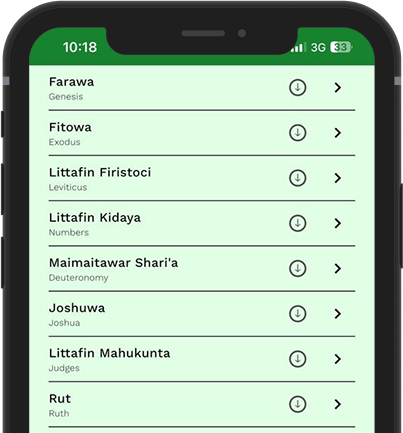 10:18
3G 33
Farawa
Genesis
Fitowa
Exodus
Littafin Firistoci
Leviticus
Littafin Kidaya
Numbers
Maimaitawar Shari'a
Deuteronomy
Joshuwa
Joshua
Littafin Mahukunta
Judges
Rut
Ruth